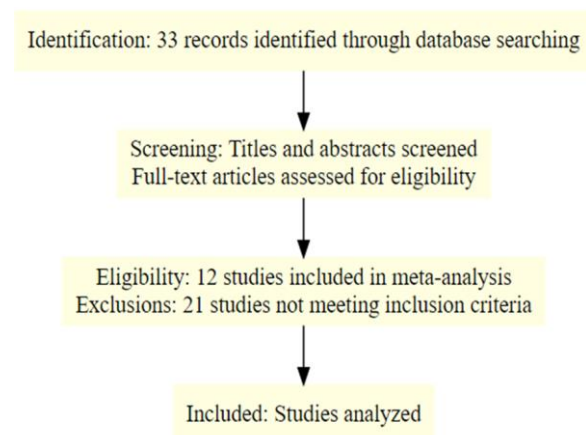 Identification: 33 records identified through database searching
Screening: Titles and abstracts screened
Full-text articles assessed for eligibility
Eligibility: 12 studies included in meta-analysis
Exclusions: 21 studies not meeting inclusion criteria
Included: Studies analyzed